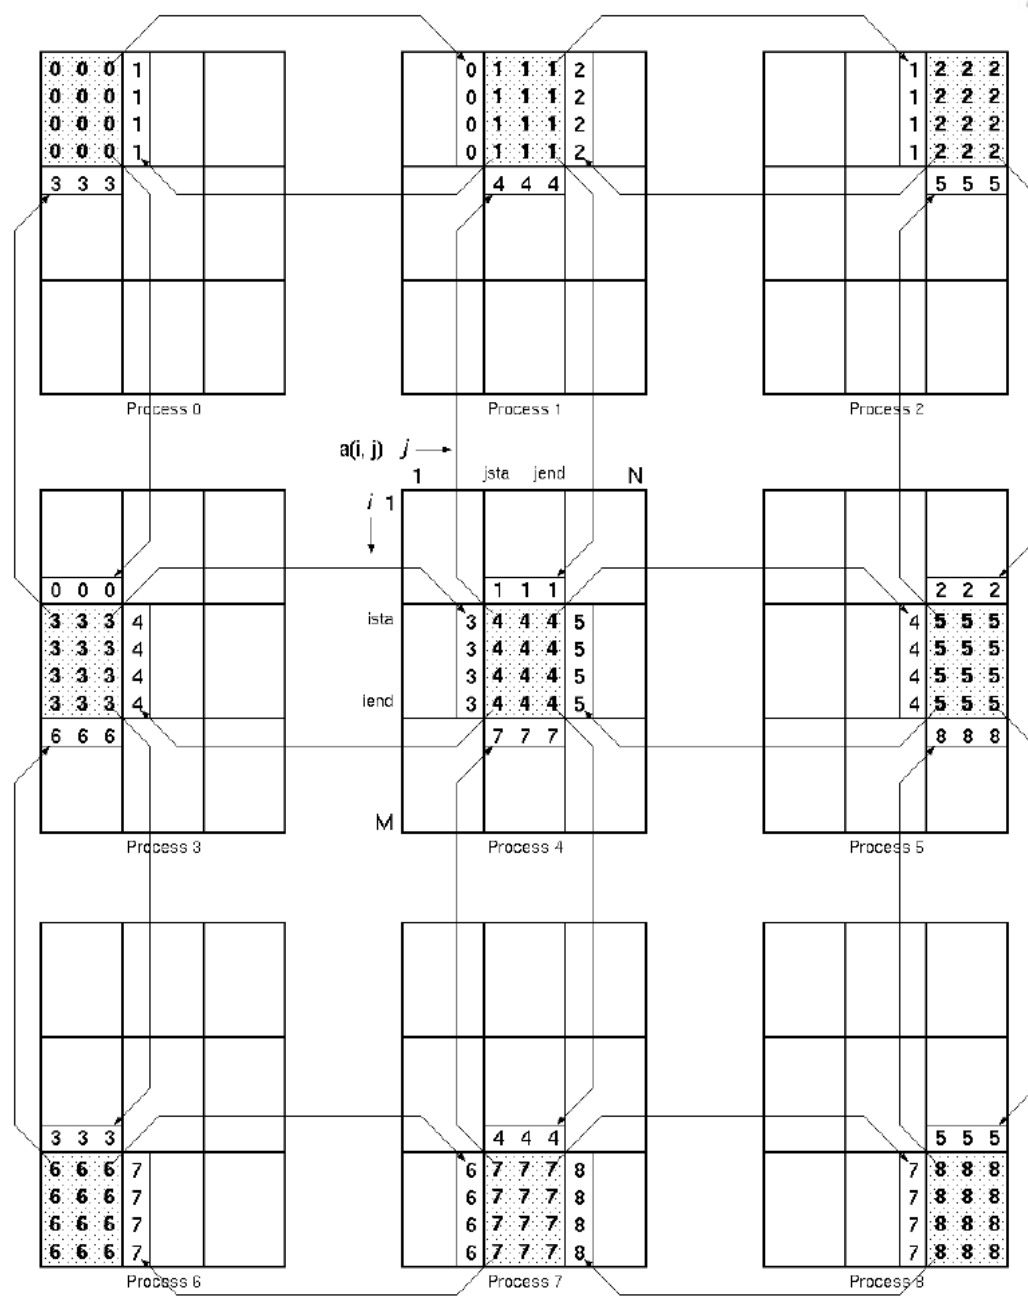 0 0 0 1 0 1 1 1 2 1 2 2 2
0 0 0 1 0 1 1 1 2 1 2 2 2
0 0 0 1 0 1 1 1 2 1 2 2 2
0 0 0 1 0 1 1 1 2 1 2 2 2
3 3 3 4 4 4 5 5 5
Process 0 Process 1 Process 2
a(i, j) j
1 jsta jend N
i 1
0 0 0 1 1 1 2 2 2
3 3 3 4 ista 3 4 4 4 5 4 5 5 5
3 3 3 4 3 4 4 4 5 4 5 5 5
3 3 3 4 3 4 4 4 5 4 5 5 5
3 3 3 4 iend 3 4 4 4 5 4 5 5 5
6 6 6 7 7 7 8 8 8
M
Process 3 Process 4 Process 5
3 3 3 4 4 4 5 5 5
6 6 6 7 6 7 7 7 8 7 8 8 8
6 6 6 7 6 7 7 7 8 7 8 8 8
6 6 6 7 6 7 7 7 8 7 8 8 8
6 6 6 7 6 7 7 7 8 7 8 8 8
Process 6 Process 7 Process 8